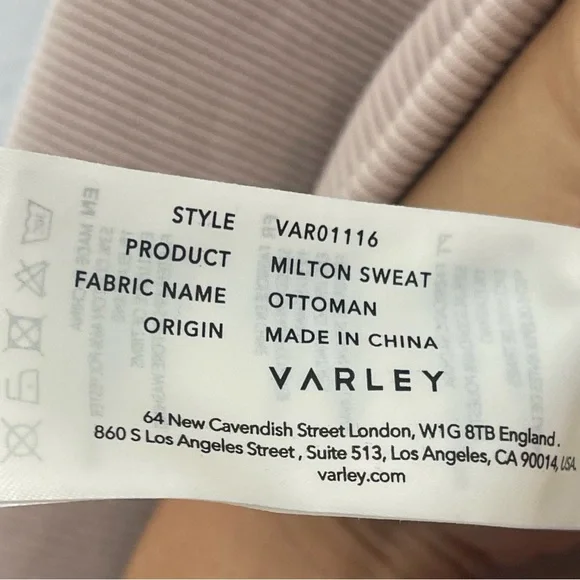 STYLE VAR01116
PRODUCT MILTON SWEAT
FABRIC NAME OTTOMAN
ORIGIN MADE IN CHINA
VARLEY
64 New Cavendish Street London, W1G 8TB England.
860 S Los Angeles Street, Suite 513, Los Angeles, CA 90014, USA
varley.com